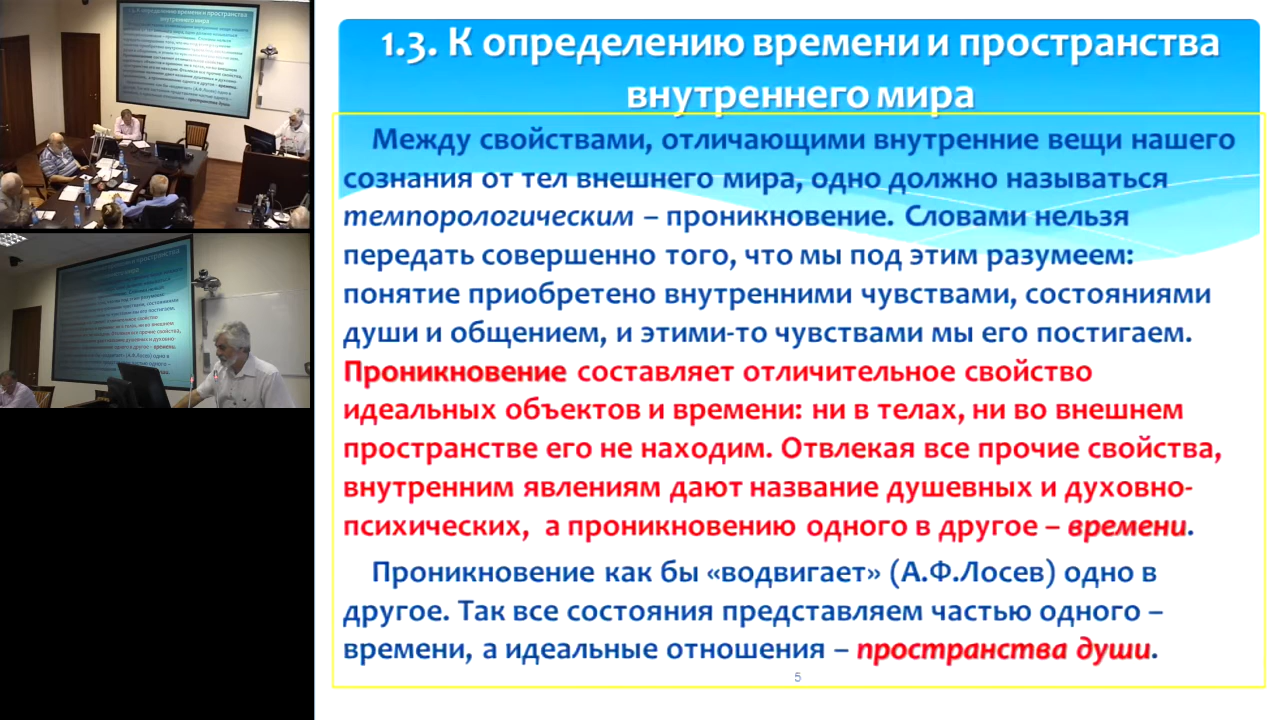 1.3. К определению времени и пространства
внутреннего мира
Между свойствами, отличающими внутренние вещи нашего
сознания от тел внешнего мира, одно должно называться
темпорологическим – проникновение. Словами нельзя
передать совершенно того, что мы под этим разумеем:
понятие приобретено внутренними чувствами, состояниями
души и общением, и этими-то чувствами мы его постигаем.
Проникновение составляет отличительное свойство
идеальных объектов и времени: ни в телах, ни во внешнем
пространстве его не находим. Отвлекая все прочие свойства,
внутренним явлениям дают название душевных и духовно-
психических, а проникновению одного в другое – времени.
Проникновение как бы «водвигает» (А.Ф.Лосев) одно в
другое. Так все состояния представляем частью одного –
времени, а идеальные отношения – пространства души.
5